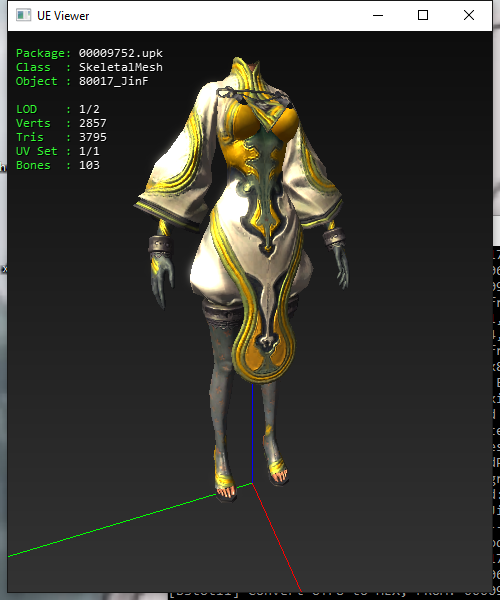 UE Viewer
Package: 00009752.upk
Class  : SkeletalMesh
Object : 80017_JinF
LOD    : 1/2
Verts  : 2857
Tris   : 3795
UV Set : 1/1
Bones  : 103